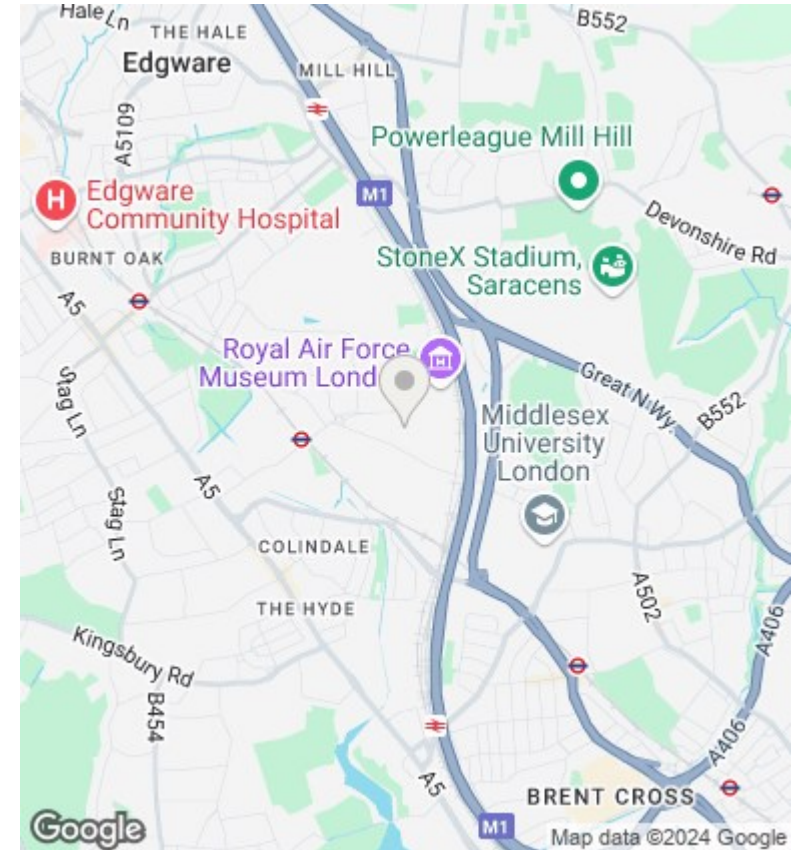 Hale Ln
THE HALE
Edgware
A5109
MILL HILL
B552
Powerleague Mill Hill
M1
H
Edgware
Community Hospital
Devonshire Rd
BURNT OAK
StoneX Stadium,
Saracens
A5
Royal Air Force
Museum Lond
Great N Wy.
B552
Stag Ln
Middlesex
University
London
A5
Stag Ln
COLINDALE
A502
THE HYDE
A406
Kingsbury Rd
B454
A406
A5
BRENT CROSS
Google
M1
Map data ©2024 Google